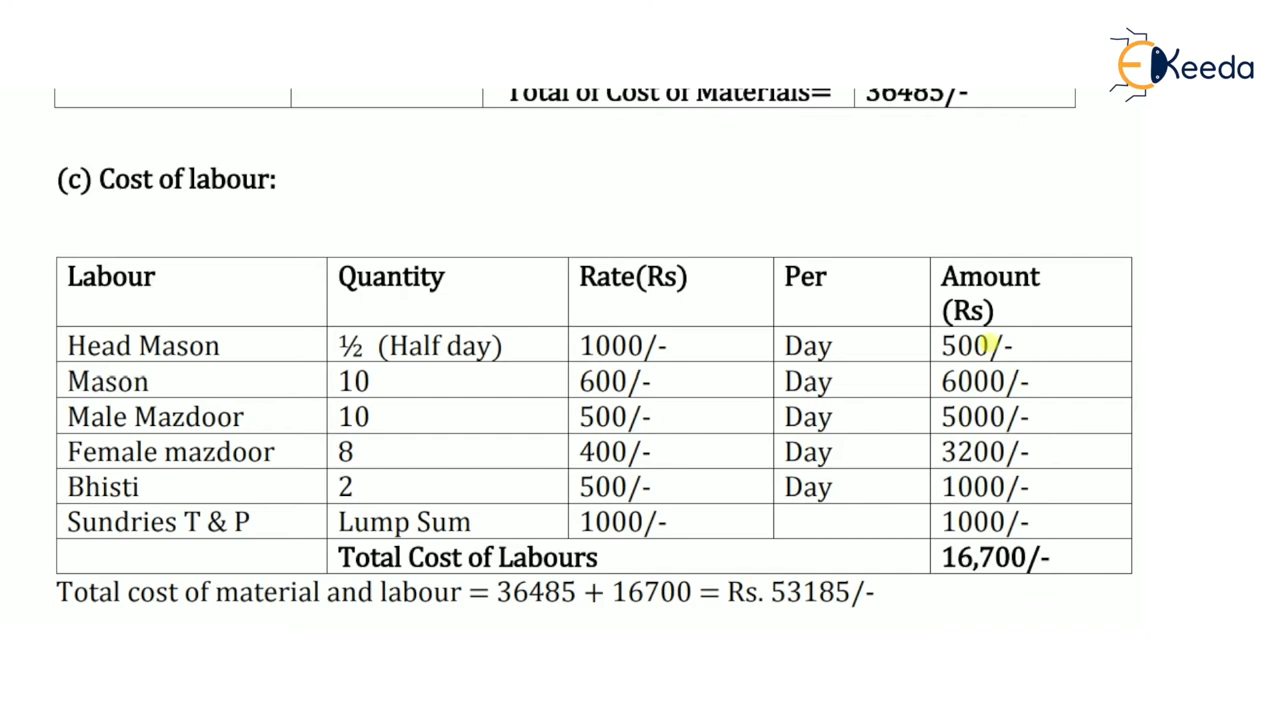 EKeeda
Total of Cost of Materials= 36485/-
(c) Cost of labour:
Labour Quantity Rate(Rs) Per Amount
(Rs)
Head Mason ½ (Half day) 1000/- Day 500/-
Mason 10 600/- Day 6000/-
Male Mazdoor 10 500/- Day 5000/-
Female mazdoor 8 400/- Day 3200/-
Bhisti 2 500/- Day 1000/-
Sundries T & P Lump Sum 1000/- 1000/-
Total Cost of Labours 16,700/-
Total cost of material and labour = 36485 + 16700 = Rs. 53185/-